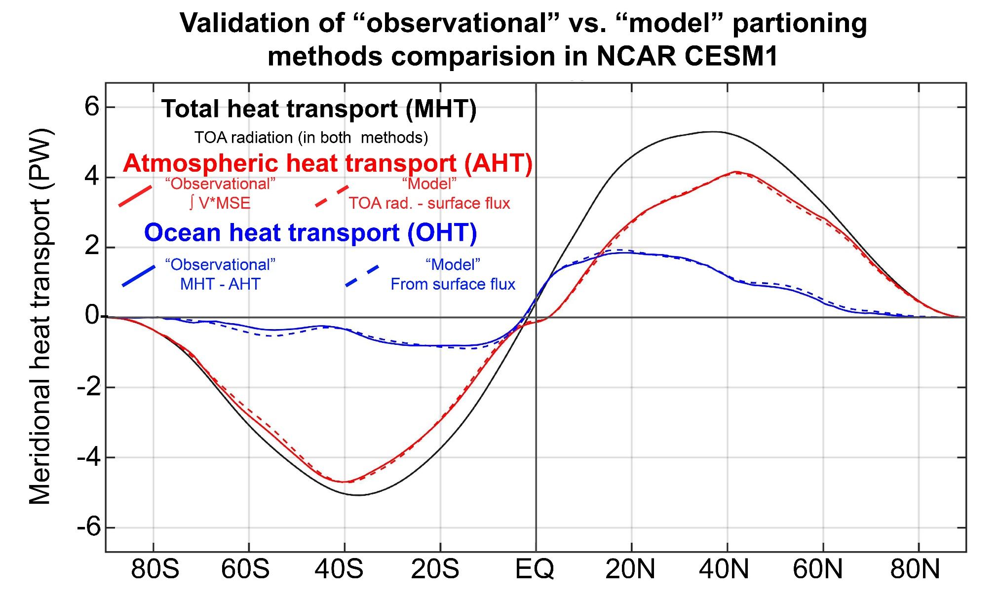 Validation of “observational” vs. “model” partioning
methods comparision in NCAR CESM1
Meridional heat transport (PW)
6
4
2
0
-2
-4
-6
Total heat transport (MHT)
TOA radiation (in both methods)
Atmospheric heat transport (AHT)
“Observational” “Model”
∫ V*MSE TOA rad. - surface flux
Ocean heat transport (OHT)
“Observational” “Model”
MHT - AHT From surface flux
80S 60S 40S 20S EQ 20N 40N 60N 80N